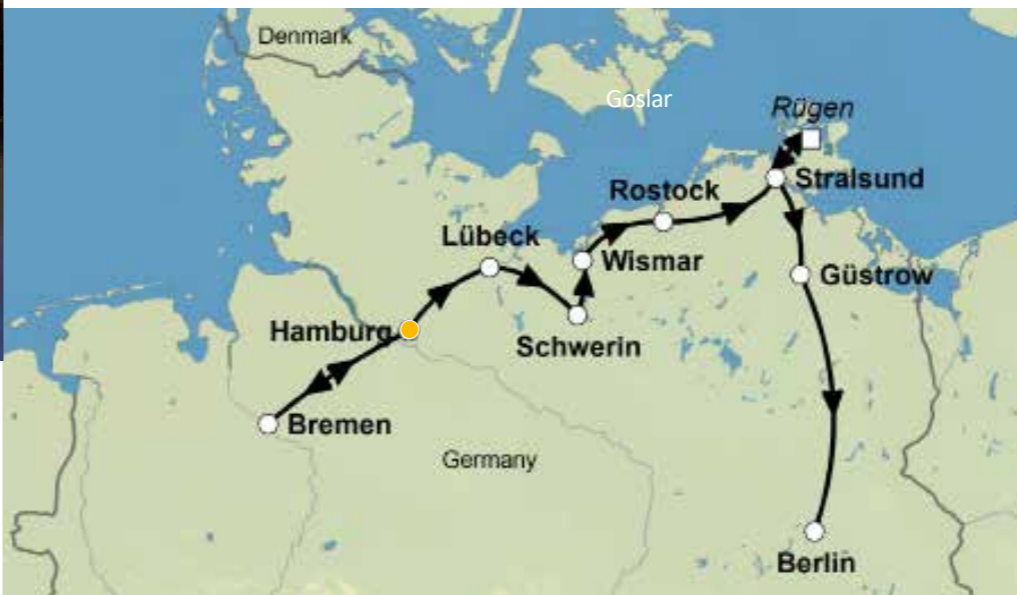 Denmark
Goslar
Rügen
Stralsund
Rostock
Lübeck
Wismar
Güstrow
Hamburg
Schwerin
Bremen
Germany
Berlin